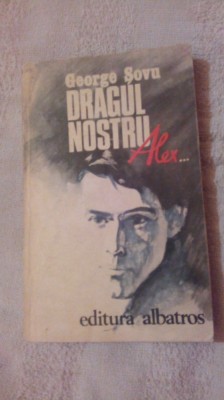 George Șovu
DRAGUL
NOSTRU
Alex...
editura albatros